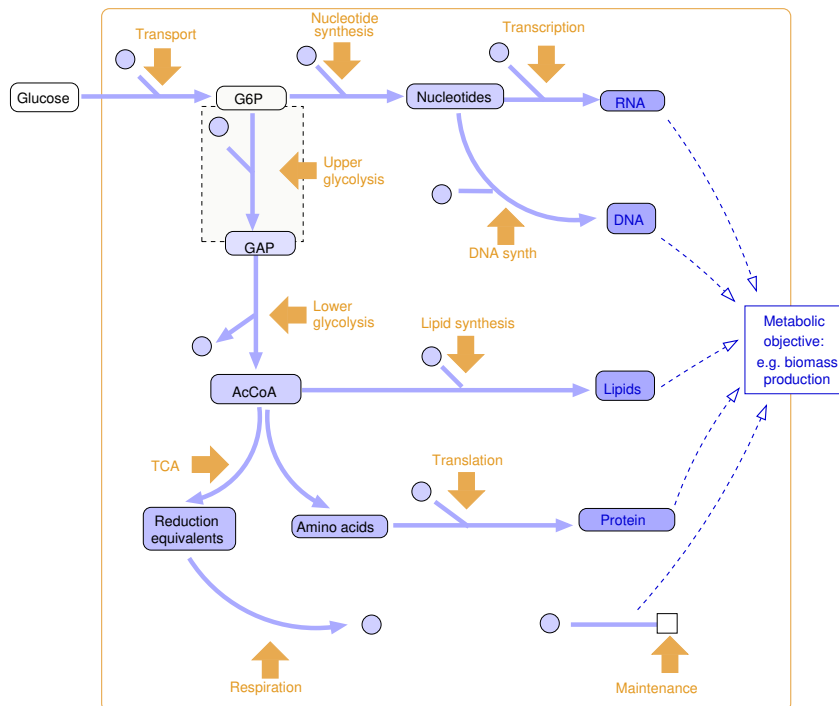 Transport
Nucleotide
synthesis
Transcription
Glucose
G6P
Nucleotides
RNA
Upper
glycolysis
DNA
GAP
DNA synth
Lower
glycolysis
Lipid synthesis
Metabolic
objective:
e.g. biomass
production
AcCoA
Lipids
TCA
Translation
Reduction
equivalents
Amino acids
Protein
Respiration
Maintenance